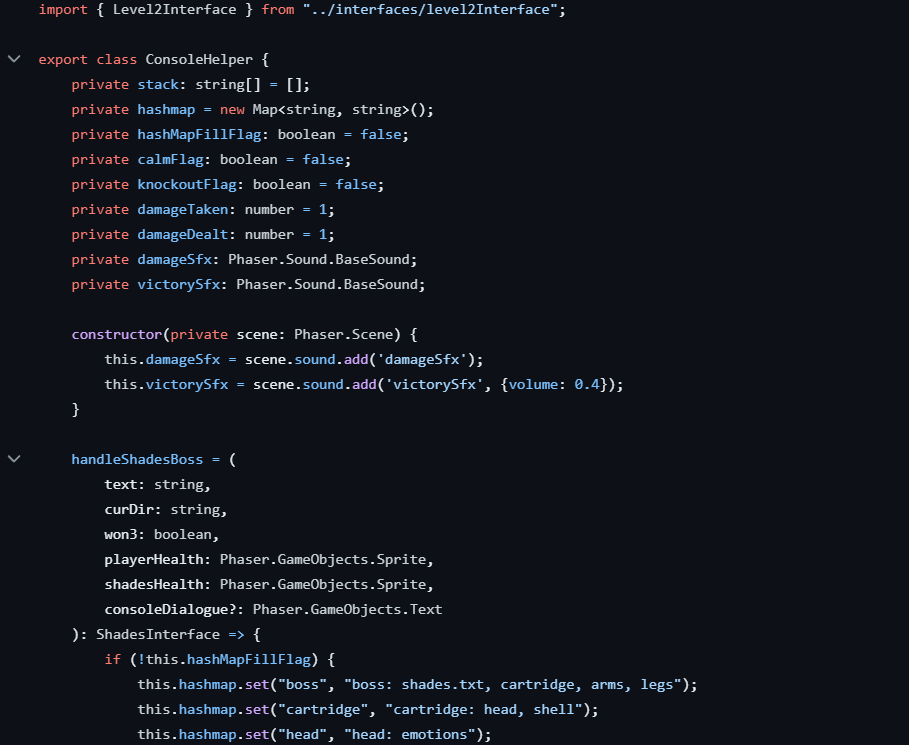 import { Level2Interface } from "../interfaces/level2Interface";
export class ConsoleHelper {
private stack: string[] = [];
private hashmap = new Map<string, string>();
private hashMapFillFlag: boolean = false;
private calmFlag: boolean = false;
private knockoutFlag: boolean = false;
private damageTaken: number = 1;
private damageDealt: number = 1;
private damageSfx: Phaser.Sound.BaseSound;
private victorySfx: Phaser.Sound.BaseSound;
constructor(private scene: Phaser.Scene) {
this.damageSfx = scene.sound.add('damageSfx');
this.victorySfx = scene.sound.add('victorySfx', {volume: 0.4});
}
handleShadesBoss = (
text: string,
curDir: string,
won3: boolean,
playerHealth: Phaser.GameObjects.Sprite,
shadesHealth: Phaser.GameObjects.Sprite,
consoleDialogue?: Phaser.GameObjects.Text
): ShadesInterface => {
if (!this.hashMapFillFlag) {
this.hashmap.set("boss", "boss: shades.txt, cartridge, arms, legs");
this.hashmap.set("cartridge", "cartridge: head, shell");
this.hashmap.set("head", "head: emotions");